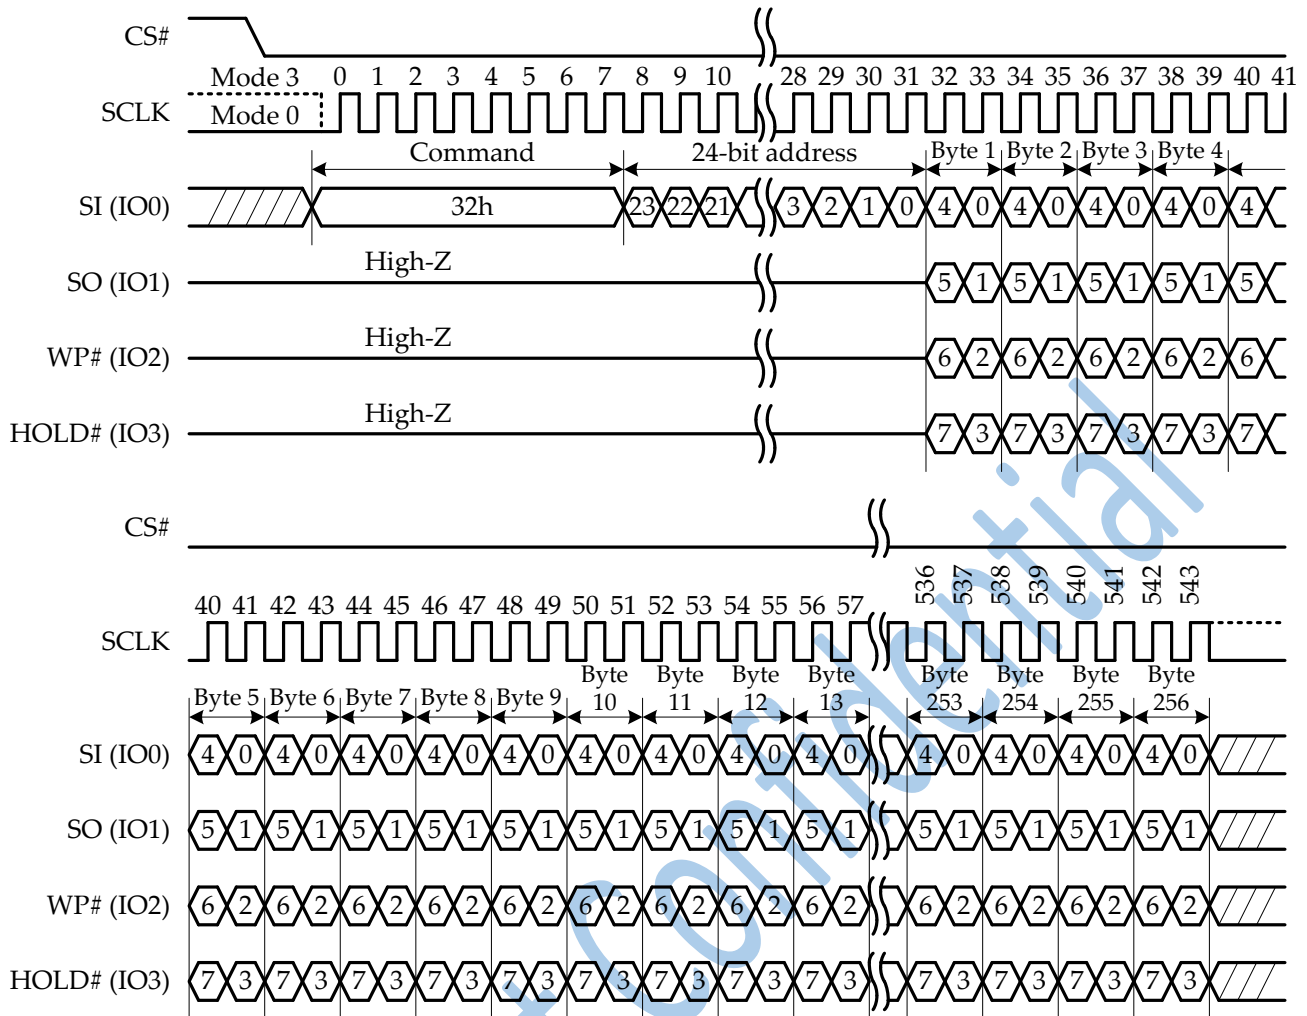 CS#
Mode 3 0 1 2 3 4 5 6 7 8 9 10 28 29 30 31 32 33 34 35 36 37 38 39 40 41
SCLK Mode 0
Command 24-bit address Byte 1 Byte 2 Byte 3 Byte 4
SI (IO0) 32h 23 22 21 3 2 1 0 4 0 4 0 4 0 4 0 4
High-Z
SO (IO1) 5 1 5 1 5 1 5 1 5
High-Z
WP# (IO2) 6 2 6 2 6 2 6 2 6
High-Z
HOLD# (IO3) 7 3 7 3 7 3 7 3 7
CS#
536 537 538 539 540 541 542 543
40 41 42 43 44 45 46 47 48 49 50 51 52 53 54 55 56 57
SCLK
Byte 5 Byte 6 Byte 7 Byte 8 Byte 9 Byte 10 Byte 11 Byte 12 Byte 13 Byte 253 Byte 254 Byte 255 Byte 256
SI (IO0) 4 0 4 0 4 0 4 0 4 0 4 0 4 0 4 0 4 0 4 0 4 0 4 0 4 0
SO (IO1) 5 1 5 1 5 1 5 1 5 1 5 1 5 1 5 1 5 1 5 1 5 1 5 1 5 1
WP# (IO2) 6 2 6 2 6 2 6 2 6 2 6 2 6 2 6 2 6 2 6 2 6 2 6 2 6 2
HOLD# (IO3) 7 3 7 3 7 3 7 3 7 3 7 3 7 3 7 3 7 3 7 3 7 3 7 3 7 3
Confidential